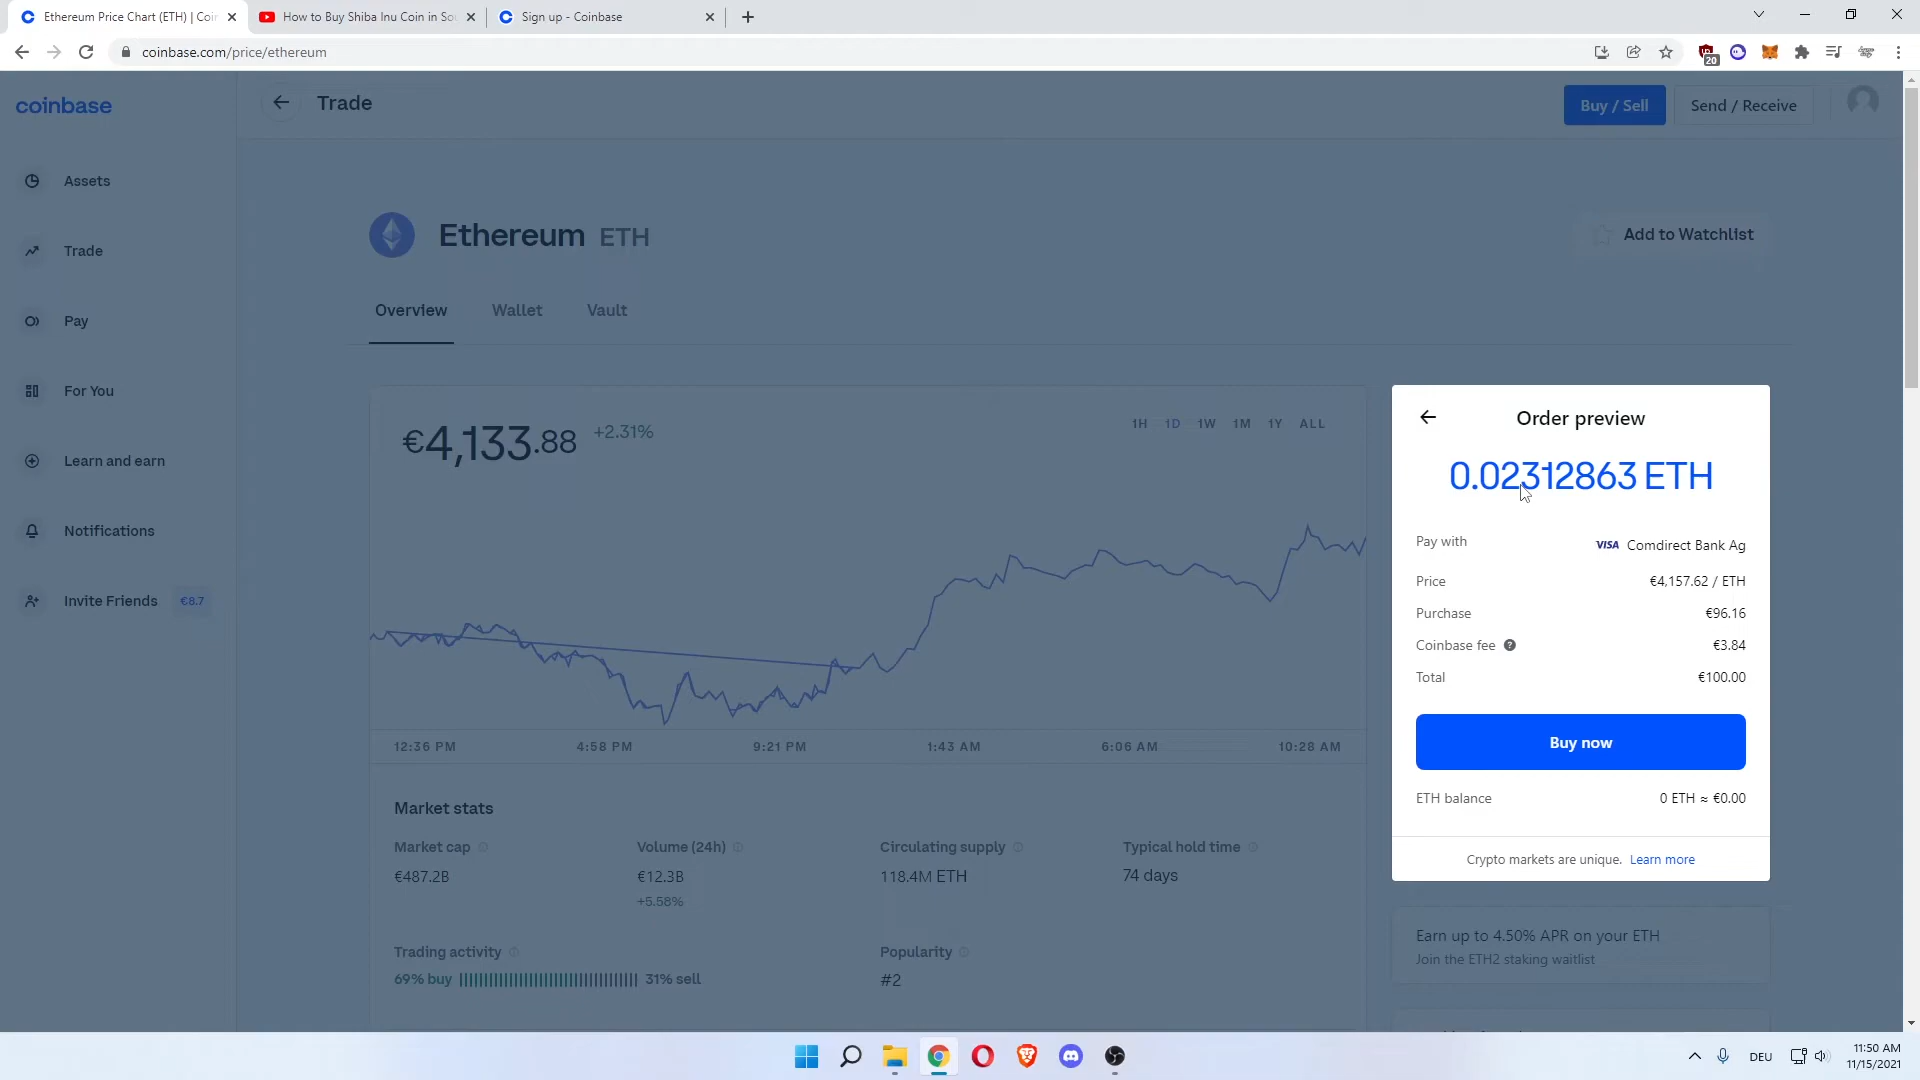 Ethereum Price Chart (ETH) | Coin
How to Buy Shiba Inu Coin in Sou
Sign up - Coinbase
coinbase.com/price/ethereum
20
coinbase
Trade
Buy / Sell
Send / Receive
Assets
Trade
Pay
For You
Learn and earn
Notifications
Invite Friends €8.7
Ethereum ETH
Add to Watchlist
Overview Wallet Vault
€4,133.88 +2.31%
1H 1D 1W 1M 1Y ALL
12:36 PM 4:58 PM 9:21 PM 1:43 AM 6:06 AM 10:28 AM
Market stats
Market cap
€487.2B
Volume (24h)
€12.3B
+5.58%
Circulating supply
118.4M ETH
Typical hold time
74 days
Trading activity
69% buy 31% sell
Popularity
#2
Order preview
0.02312863 ETH
Pay with VISA Comdirect Bank Ag
Price €4,157.62 / ETH
Purchase €96.16
Coinbase fee ? €3.84
Total €100.00
Buy now
ETH balance 0 ETH ≈ €0.00
Crypto markets are unique. Learn more
Earn up to 4.50% APR on your ETH
Join the ETH2 staking waitlist
DEU
11:50 AM
11/15/2021